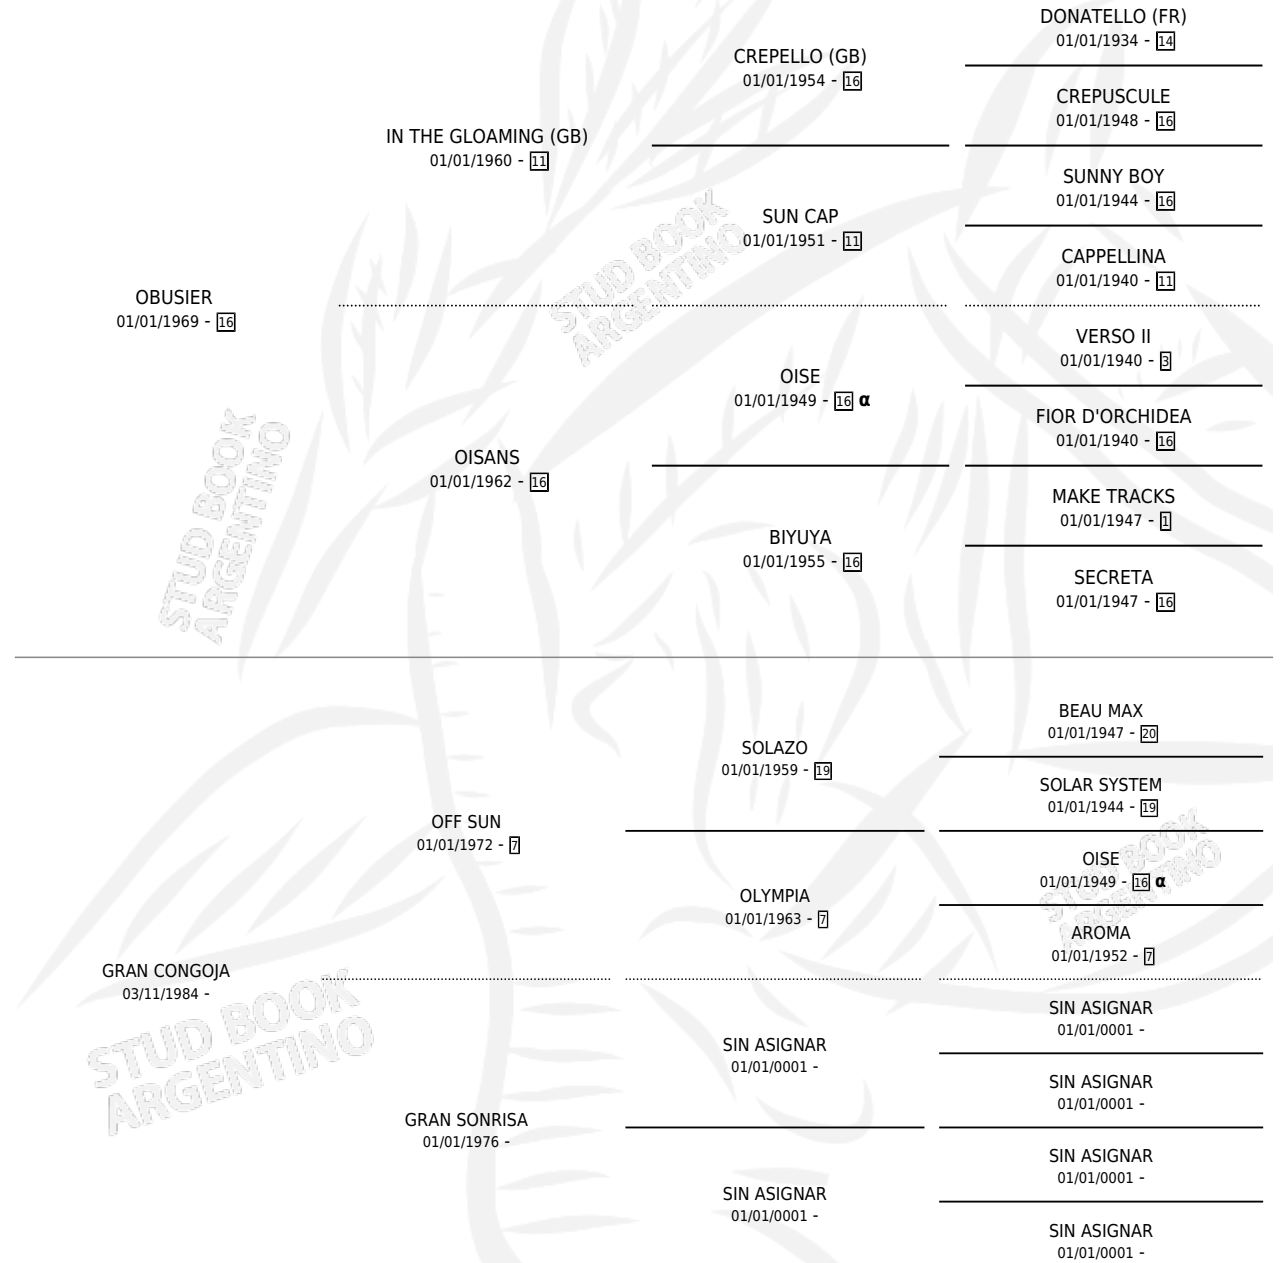 DONATELLO (FR)
01/01/1934 - 14
CREPELLO (GB)
01/01/1954 - 16
CREPUSCULE
01/01/1948 - 16
IN THE GLOAMING (GB)
01/01/1960 - 11
SUNNY BOY
01/01/1944 - 16
SUN CAP
01/01/1951 - 11
CAPPELLINA
01/01/1940 - 11
OBUSIER
01/01/1969 - 16
VERSO II
01/01/1940 - 3
OISE
01/01/1949 - 16 α
FIOR D'ORCHIDEA
01/01/1940 - 16
OISANS
01/01/1962 - 16
MAKE TRACKS
01/01/1947 - 1
BIYUYA
01/01/1955 - 16
SECRETA
01/01/1947 - 16
BEAU MAX
01/01/1947 - 20
SOLAZO
01/01/1959 - 19
SOLAR SYSTEM
01/01/1944 - 19
OFF SUN
01/01/1972 - 7
OISE
01/01/1949 - 16 α
OLYMPIA
01/01/1963 - 7
AROMA
01/01/1952 - 7
GRAN CONGOJA
03/11/1984 -
SIN ASIGNAR
01/01/0001 -
SIN ASIGNAR
01/01/0001 -
SIN ASIGNAR
01/01/0001 -
GRAN SONRISA
01/01/1976 -
SIN ASIGNAR
01/01/0001 -
SIN ASIGNAR
01/01/0001 -
SIN ASIGNAR
01/01/0001 -
STUD BOOK
ARGENTINO
STUD BOOK
ARGENTINO
STUD BOOK
ARGENTINO
STUD BOOK
ARGENTINO